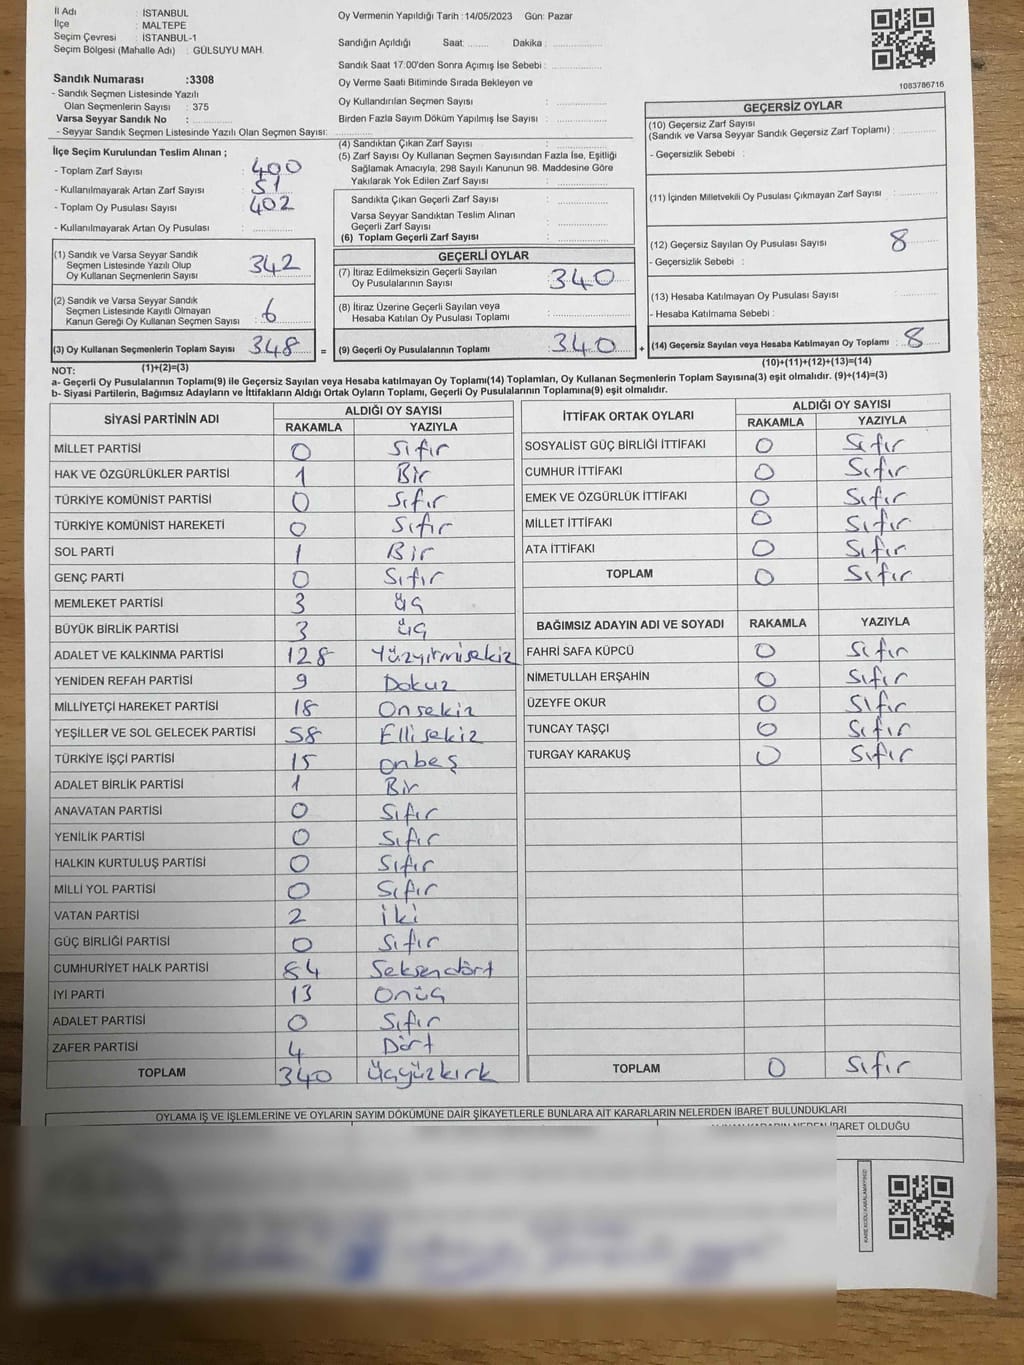 İl Adı : İSTANBUL
İlçe : MALTEPE
Seçim Çevresi : İSTANBUL-1
Seçim Bölgesi (Mahalle Adı) : GÜLSUYU MAH.
Sandık Numarası :3308
- Sandık Seçmen Listesinde Yazılı
Olan Seçmenlerin Sayısı : 375
Varsa Seyyar Sandık No :
- Seyyar Sandık Seçmen Listesinde Yazılı Olan Seçmen Sayısı:
Oy Vermenin Yapıldığı Tarih : 14/05/2023 Gün: Pazar
Sandığın Açıldığı Saat: Dakika :
Sandık Saat 17:00'den Sonra Açımış İse Sebebi :
Oy Verme Saati Bitiminde Sırada Bekleyen ve
Oy Kullandırılan Seçmen Sayısı :
Birden Fazla Sayım Döküm Yapılmış İse Sayısı :
1083786716
İlçe Seçim Kurulundan Teslim Alınan ;
- Toplam Zarf Sayısı : 400
- Kullanılmayarak Artan Zarf Sayısı : 51
- Toplam Oy Pusulası Sayısı : 402
- Kullanılmayarak Artan Oy Pusulası :
(1) Sandık ve Varsa Seyyar Sandık
Seçmen Listesinde Yazılı Olup
Oy Kullanan Seçmenlerin Sayısı : 342
(2) Sandık ve Varsa Seyyar Sandık
Seçmen Listesinde Kayıtlı Olmayan
Kanun Gereği Oy Kullanan Seçmen Sayısı : 6
(3) Oy Kullanan Seçmenlerin Toplam Sayısı : 348 =
(1)+(2)=(3)
(4) Sandıktan Çıkan Zarf Sayısı :
(5) Zarf Sayısı Oy Kullanan Seçmen Sayısından Fazla İse, Eşitliği
Sağlamak Amacıyla, 298 Sayılı Kanunun 98. Maddesine Göre
Yakılarak Yok Edilen Zarf Sayısı :
Sandıkta Çıkan Geçerli Zarf Sayısı :
Varsa Seyyar Sandıktan Teslim Alınan
Geçerli Zarf Sayısı :
(6) Toplam Geçerli Zarf Sayısı :
GEÇERLİ OYLAR
(7) İtiraz Edilmeksizin Geçerli Sayılan
Oy Pusulalarının Sayısı : 340
(8) İtiraz Üzerine Geçerli Sayılan veya
Hesaba Katılan Oy Pusulası Toplamı :
(9) Geçerli Oy Pusulalarının Toplamı : 340 +
GEÇERSİZ OYLAR
(10) Geçersiz Zarf Sayısı
(Sandık ve Varsa Seyyar Sandık Geçersiz Zarf Toplamı) :
- Geçersizlik Sebebi :
(11) İçinden Milletvekili Oy Pusulası Çıkmayan Zarf Sayısı :
(12) Geçersiz Sayılan Oy Pusulası Sayısı : 8
- Geçersizlik Sebebi :
(13) Hesaba Katılmayan Oy Pusulası Sayısı :
- Hesaba Katılmama Sebebi :
(14) Geçersiz Sayılan veya Hesaba Katılmayan Oy Toplamı : 8
(10)+(11)+(12)+(13)=(14)
NOT:
a- Geçerli Oy Pusulalarının Toplamı(9) ile Geçersiz Sayılan veya Hesaba katılmayan Oy Toplamı(14) Toplamları, Oy Kullanan Seçmenlerin Toplam Sayısına(3) eşit olmalıdır. (9)+(14)=(3)
b- Siyasi Partilerin, Bağımsız Adayların ve İttifakların Aldığı Ortak Oyların Toplamı, Geçerli Oy Pusulalarının Toplamına(9) eşit olmalıdır.
SİYASİ PARTİNİN ADI ALDIĞI OY SAYISI
RAKAMLA YAZIYLA
MİLLET PARTİSİ 0 Sıfır
HAK VE ÖZGÜRLÜKLER PARTİSİ 1 Bir
TÜRKİYE KOMÜNİST PARTİSİ 0 Sıfır
TÜRKİYE KOMÜNİST HAREKETİ 0 Sıfır
SOL PARTİ 1 Bir
GENÇ PARTİ 0 Sıfır
MEMLEKET PARTİSİ 3 üç
BÜYÜK BİRLİK PARTİSİ 3 üç
ADALET VE KALKINMA PARTİSİ 128 Yüzyirmisekiz
YENİDEN REFAH PARTİSİ 9 Dokuz
MİLLİYETÇİ HAREKET PARTİSİ 18 Onsekiz
YEŞİLLER VE SOL GELECEK PARTİSİ 58 Ellisekiz
TÜRKİYE İŞÇİ PARTİSİ 15 onbeş
ADALET BİRLİK PARTİSİ 1 Bir
ANAVATAN PARTİSİ 0 Sıfır
YENİLİK PARTİSİ 0 Sıfır
HALKIN KURTULUŞ PARTİSİ 0 Sıfır
MİLLİ YOL PARTİSİ 0 Sıfır
VATAN PARTİSİ 2 iki
GÜÇ BİRLİĞİ PARTİSİ 0 Sıfır
CUMHURİYET HALK PARTİSİ 84 Seksendört
İYİ PARTİ 13 Onüç
ADALET PARTİSİ 0 Sıfır
ZAFER PARTİSİ 4 Dört
TOPLAM 340 üçyüzkırk
İTTİFAK ORTAK OYLARI ALDIĞI OY SAYISI
RAKAMLA YAZIYLA
SOSYALİST GÜÇ BİRLİĞİ İTTİFAKI 0 Sıfır
CUMHUR İTTİFAKI 0 Sıfır
EMEK VE ÖZGÜRLÜK İTTİFAKI 0 Sıfır
MİLLET İTTİFAKI 0 Sıfır
ATA İTTİFAKI 0 Sıfır
TOPLAM 0 Sıfır
BAĞIMSIZ ADAYIN ADI VE SOYADI RAKAMLA YAZIYLA
FAHRİ SAFA KÜPCÜ 0 Sıfır
NİMETULLAH ERŞAHİN 0 Sıfır
ÜZEYFE OKUR 0 Sıfır
TUNCAY TAŞÇI 0 Sıfır
TURGAY KARAKUŞ 0 Sıfır
TOPLAM 0 Sıfır
OYLAMA İŞ VE İŞLEMLERİNE VE OYLARIN SAYIM DÖKÜMÜNE DAİR ŞİKAYETLERLE BUNLARA AİT KARARLARIN NELERDEN İBARET BULUNDUKLARI
NEDEN İBARET OLDUĞU
KAREKODU KARALAMAYINIZ!